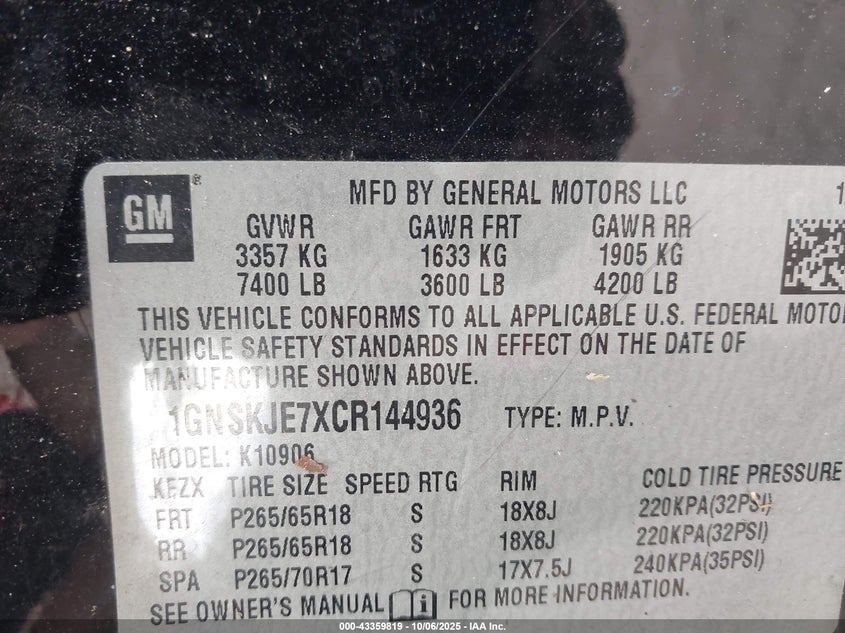 GM ® MFD BY GENERAL MOTORS LLC 1
GVWR GAWR FRT GAWR RR
3357 KG 1633 KG 1905 KG
7400 LB 3600 LB 4200 LB
THIS VEHICLE CONFORMS TO ALL APPLICABLE U.S. FEDERAL MOTO
VEHICLE SAFETY STANDARDS IN EFFECT ON THE DATE OF
MANUFACTURE SHOWN ABOVE.
1GNSKJE7XCR144936 TYPE: M.P.V.
MODEL: K10906
KEZX TIRE SIZE SPEED RTG RIM COLD TIRE PRESSURE
FRT P265/65R18 S 18X8J 220KPA(32PSI)
RR P265/65R18 S 18X8J 220KPA(32PSI)
SPA P265/70R17 S 17X7.5J 240KPA(35PSI)
SEE OWNER'S MANUAL i FOR MORE INFORMATION.
000-43359819 - 10/06/2025 - IAA Inc.